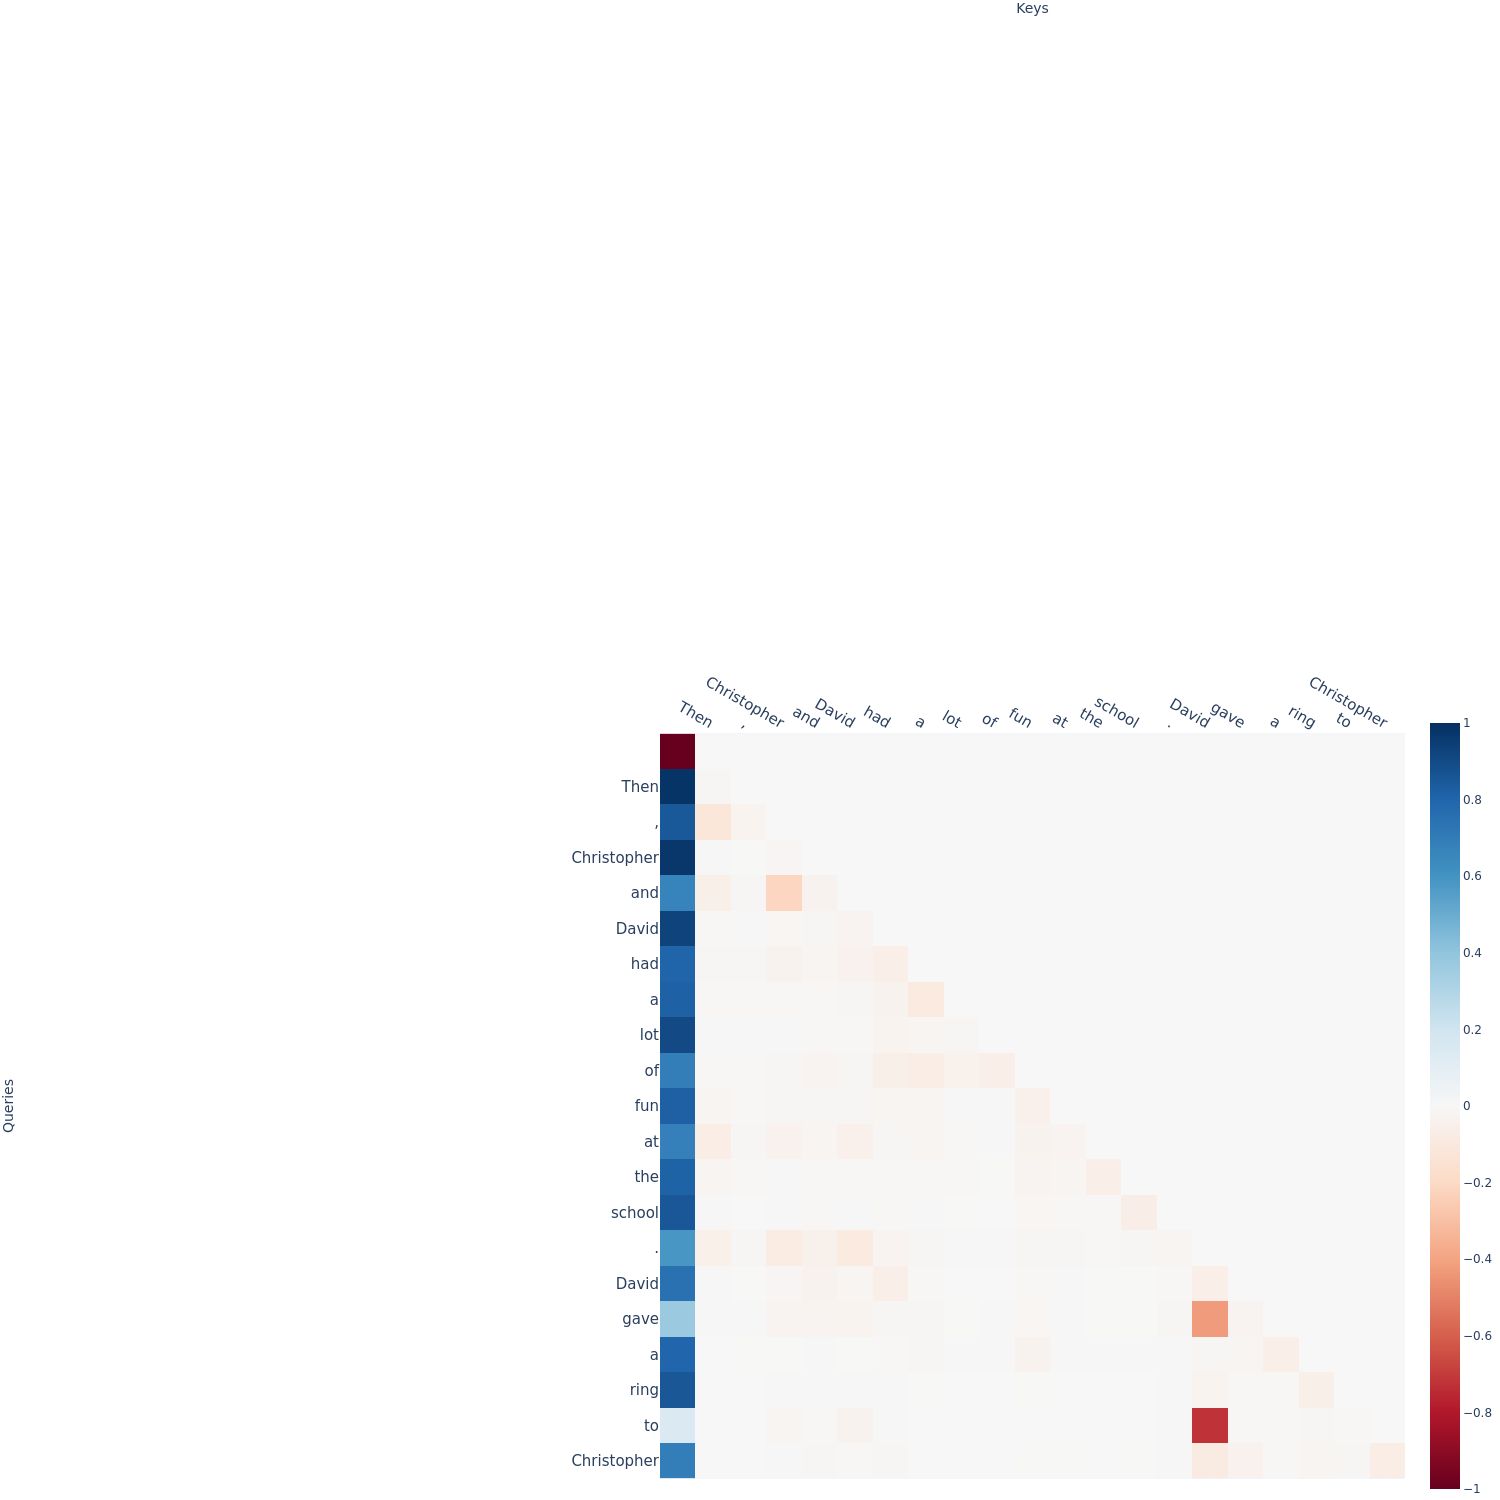 Keys
Then
,
Christopher
and
David
had
a
lot
of
fun
at
the
school
.
David
gave
a
ring
to
Christopher
Queries
Then
,
Christopher
and
David
had
a
lot
of
fun
at
the
school
.
David
gave
a
ring
to
Christopher
1
0.8
0.6
0.4
0.2
0
−0.2
−0.4
−0.6
−0.8
−1